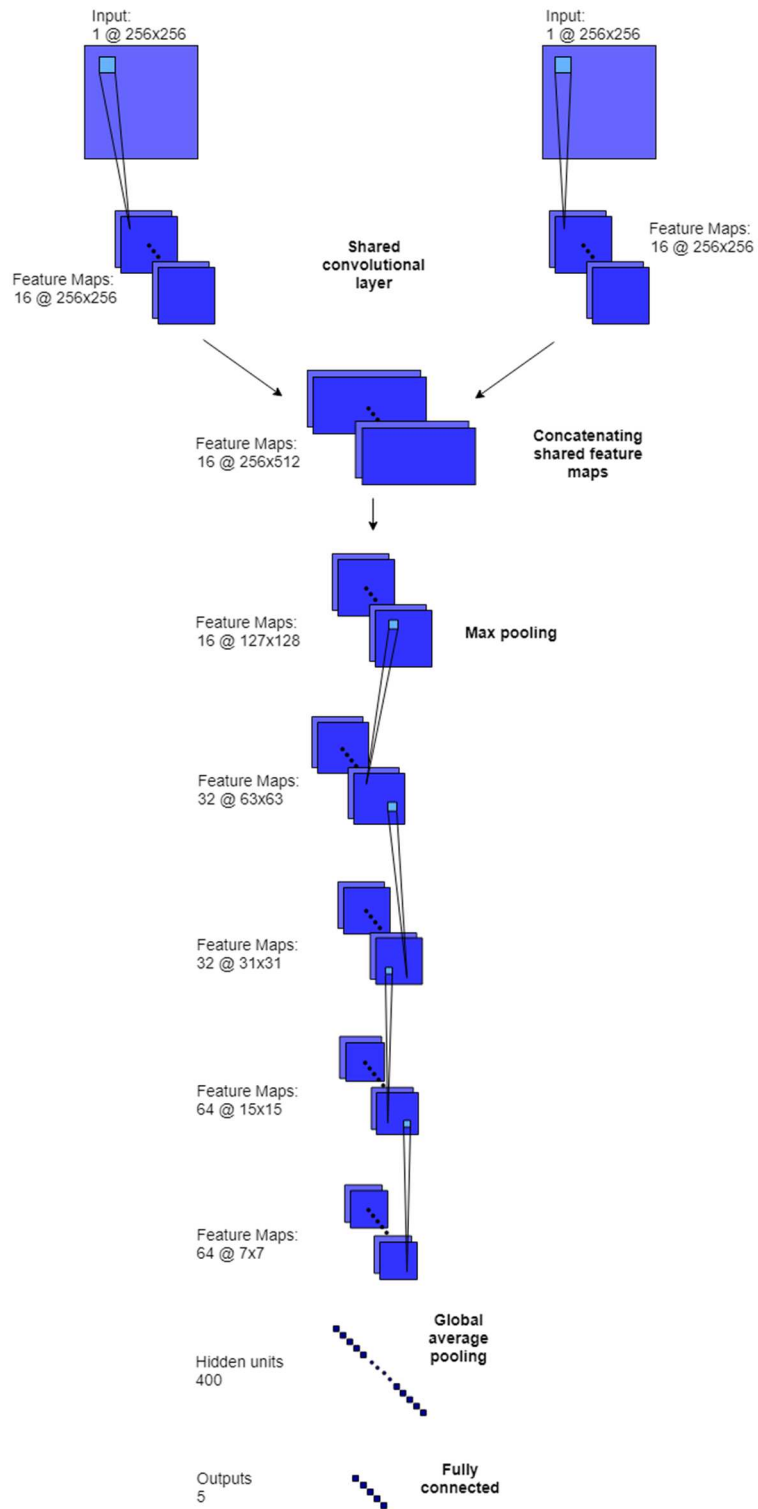 Input:
1 @ 256x256
Input:
1 @ 256x256
Feature Maps:
16 @ 256x256
Shared
convolutional
layer
Feature Maps:
16 @ 256x256
Feature Maps:
16 @ 256x512
Concatenating
shared feature
maps
Feature Maps:
16 @ 127x128
Max pooling
Feature Maps:
32 @ 63x63
Feature Maps:
32 @ 31x31
Feature Maps:
64 @ 15x15
Feature Maps:
64 @ 7x7
Global
average
pooling
Hidden units
400
Outputs
5
Fully
connected